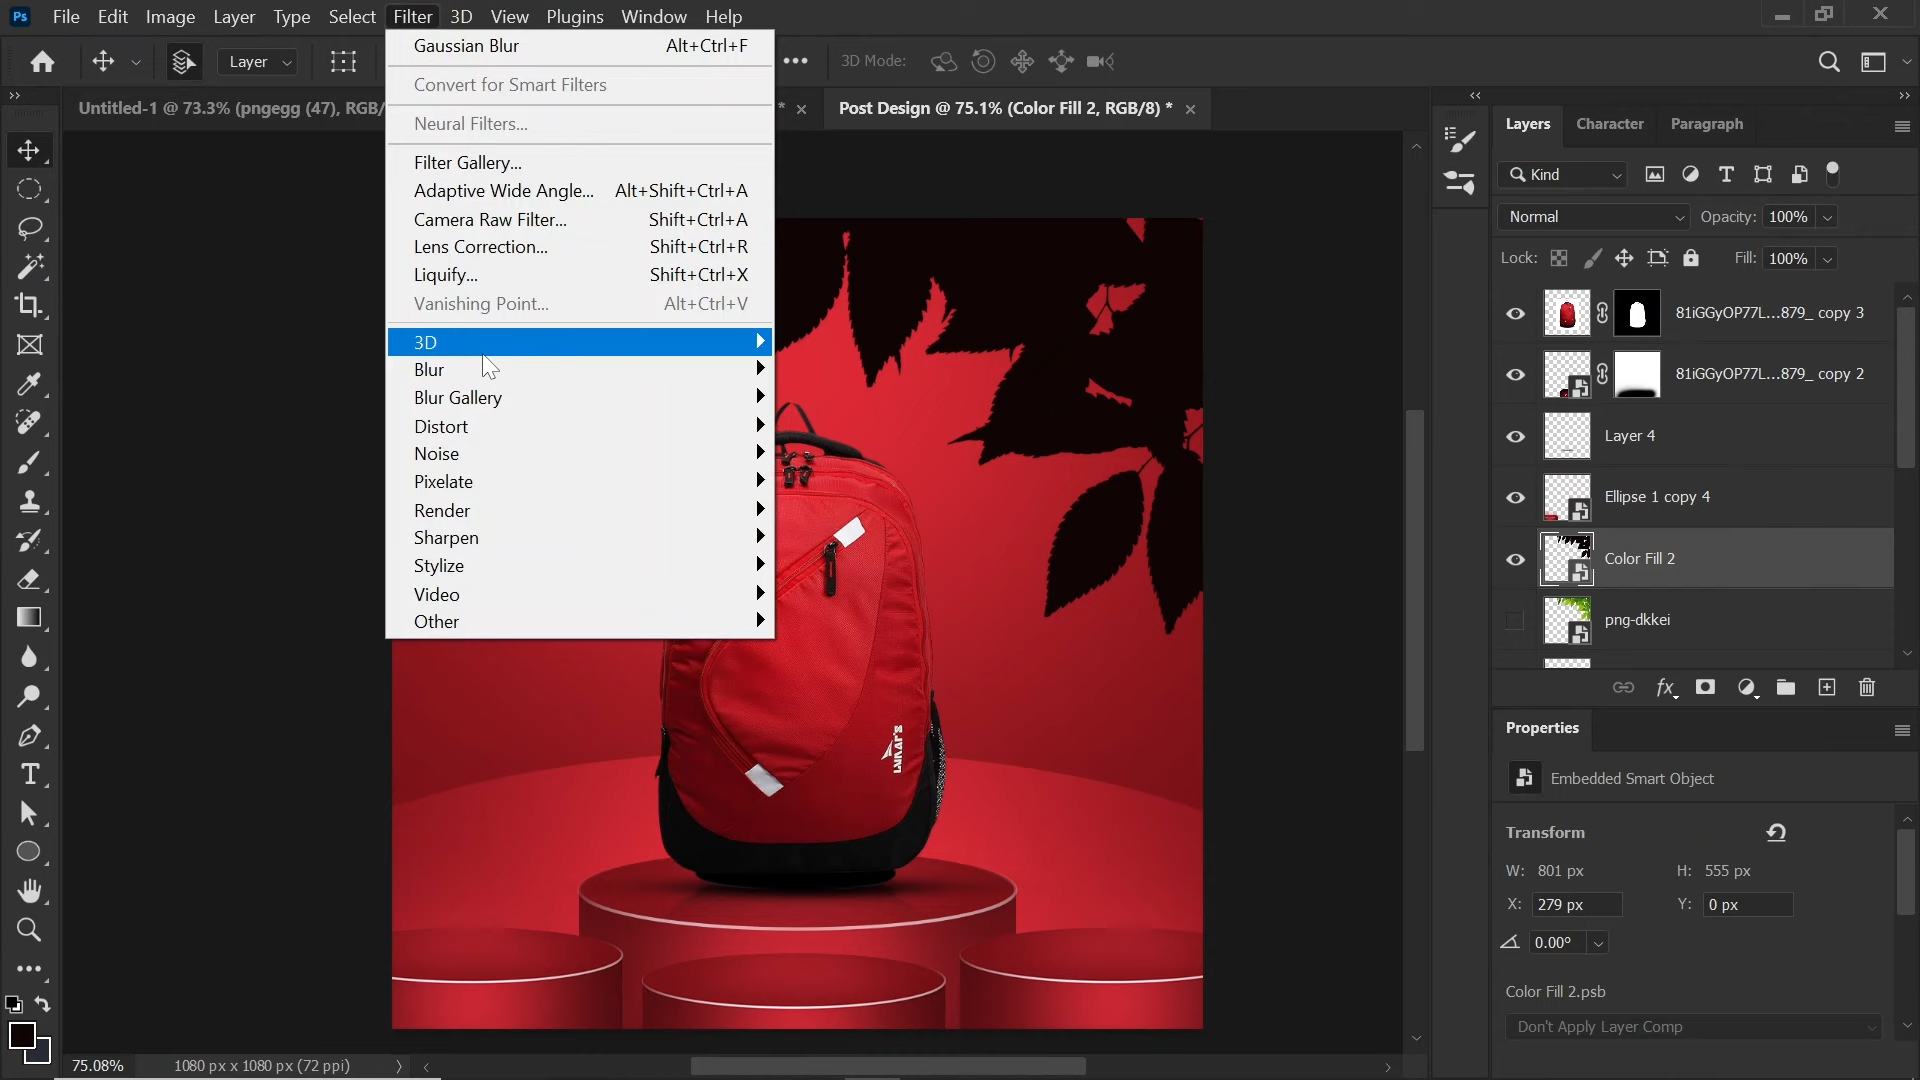 Ps File Edit Image Layer Type Select Filter 3D View Plugins Window Help
Layer
3D Mode:
Untitled-1 @ 73.3% (pngegg (47), RGB/ *
Post Design @ 75.1% (Color Fill 2, RGB/8) *
Gaussian Blur Alt+Ctrl+F
Convert for Smart Filters
Neural Filters...
Filter Gallery...
Adaptive Wide Angle... Alt+Shift+Ctrl+A
Camera Raw Filter... Shift+Ctrl+A
Lens Correction... Shift+Ctrl+R
Liquify... Shift+Ctrl+X
Vanishing Point... Alt+Ctrl+V
3D
Blur
Blur Gallery
Distort
Noise
Pixelate
Render
Sharpen
Stylize
Video
Other
Layers Character Paragraph
Kind
Normal Opacity: 100%
Lock: Fill: 100%
81iGGyOP77L...879_ copy 3
81iGGyOP77L...879_ copy 2
Layer 4
Ellipse 1 copy 4
Color Fill 2
png-dkkei
fx
Properties
Embedded Smart Object
Transform
W: 801 px H: 555 px
X: 279 px Y: 0 px
0.00°
Color Fill 2.psb
Don't Apply Layer Comp
75.08% 1080 px x 1080 px (72 ppi)